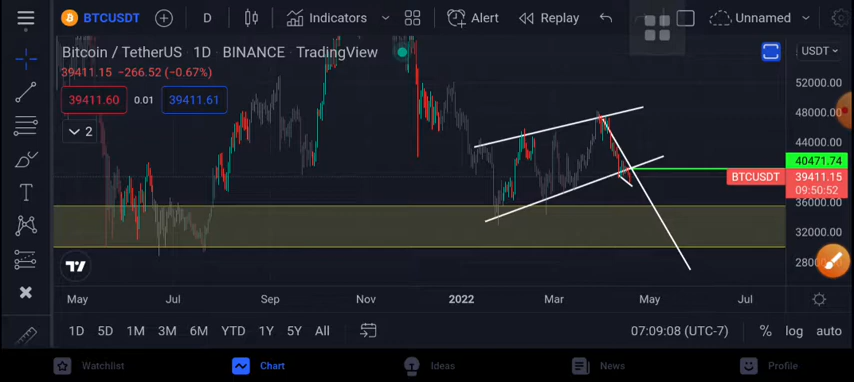 BTCUSDT D Indicators Alert Replay Unnamed
Bitcoin / TetherUS · 1D · BINANCE · TradingView USDT
39411.15 −266.52 (−0.67%)
39411.60 0.01 39411.61
2
52000.00
48000.00
44000.00
40471.74
BTCUSDT 39411.15
09:50:52
36000.00
32000.00
May Jul Sep Nov 2022 Mar May Jul
1D 5D 1M 3M 6M YTD 1Y 5Y All 07:09:08 (UTC-7) % log auto
Watchlist Chart Ideas News Profile